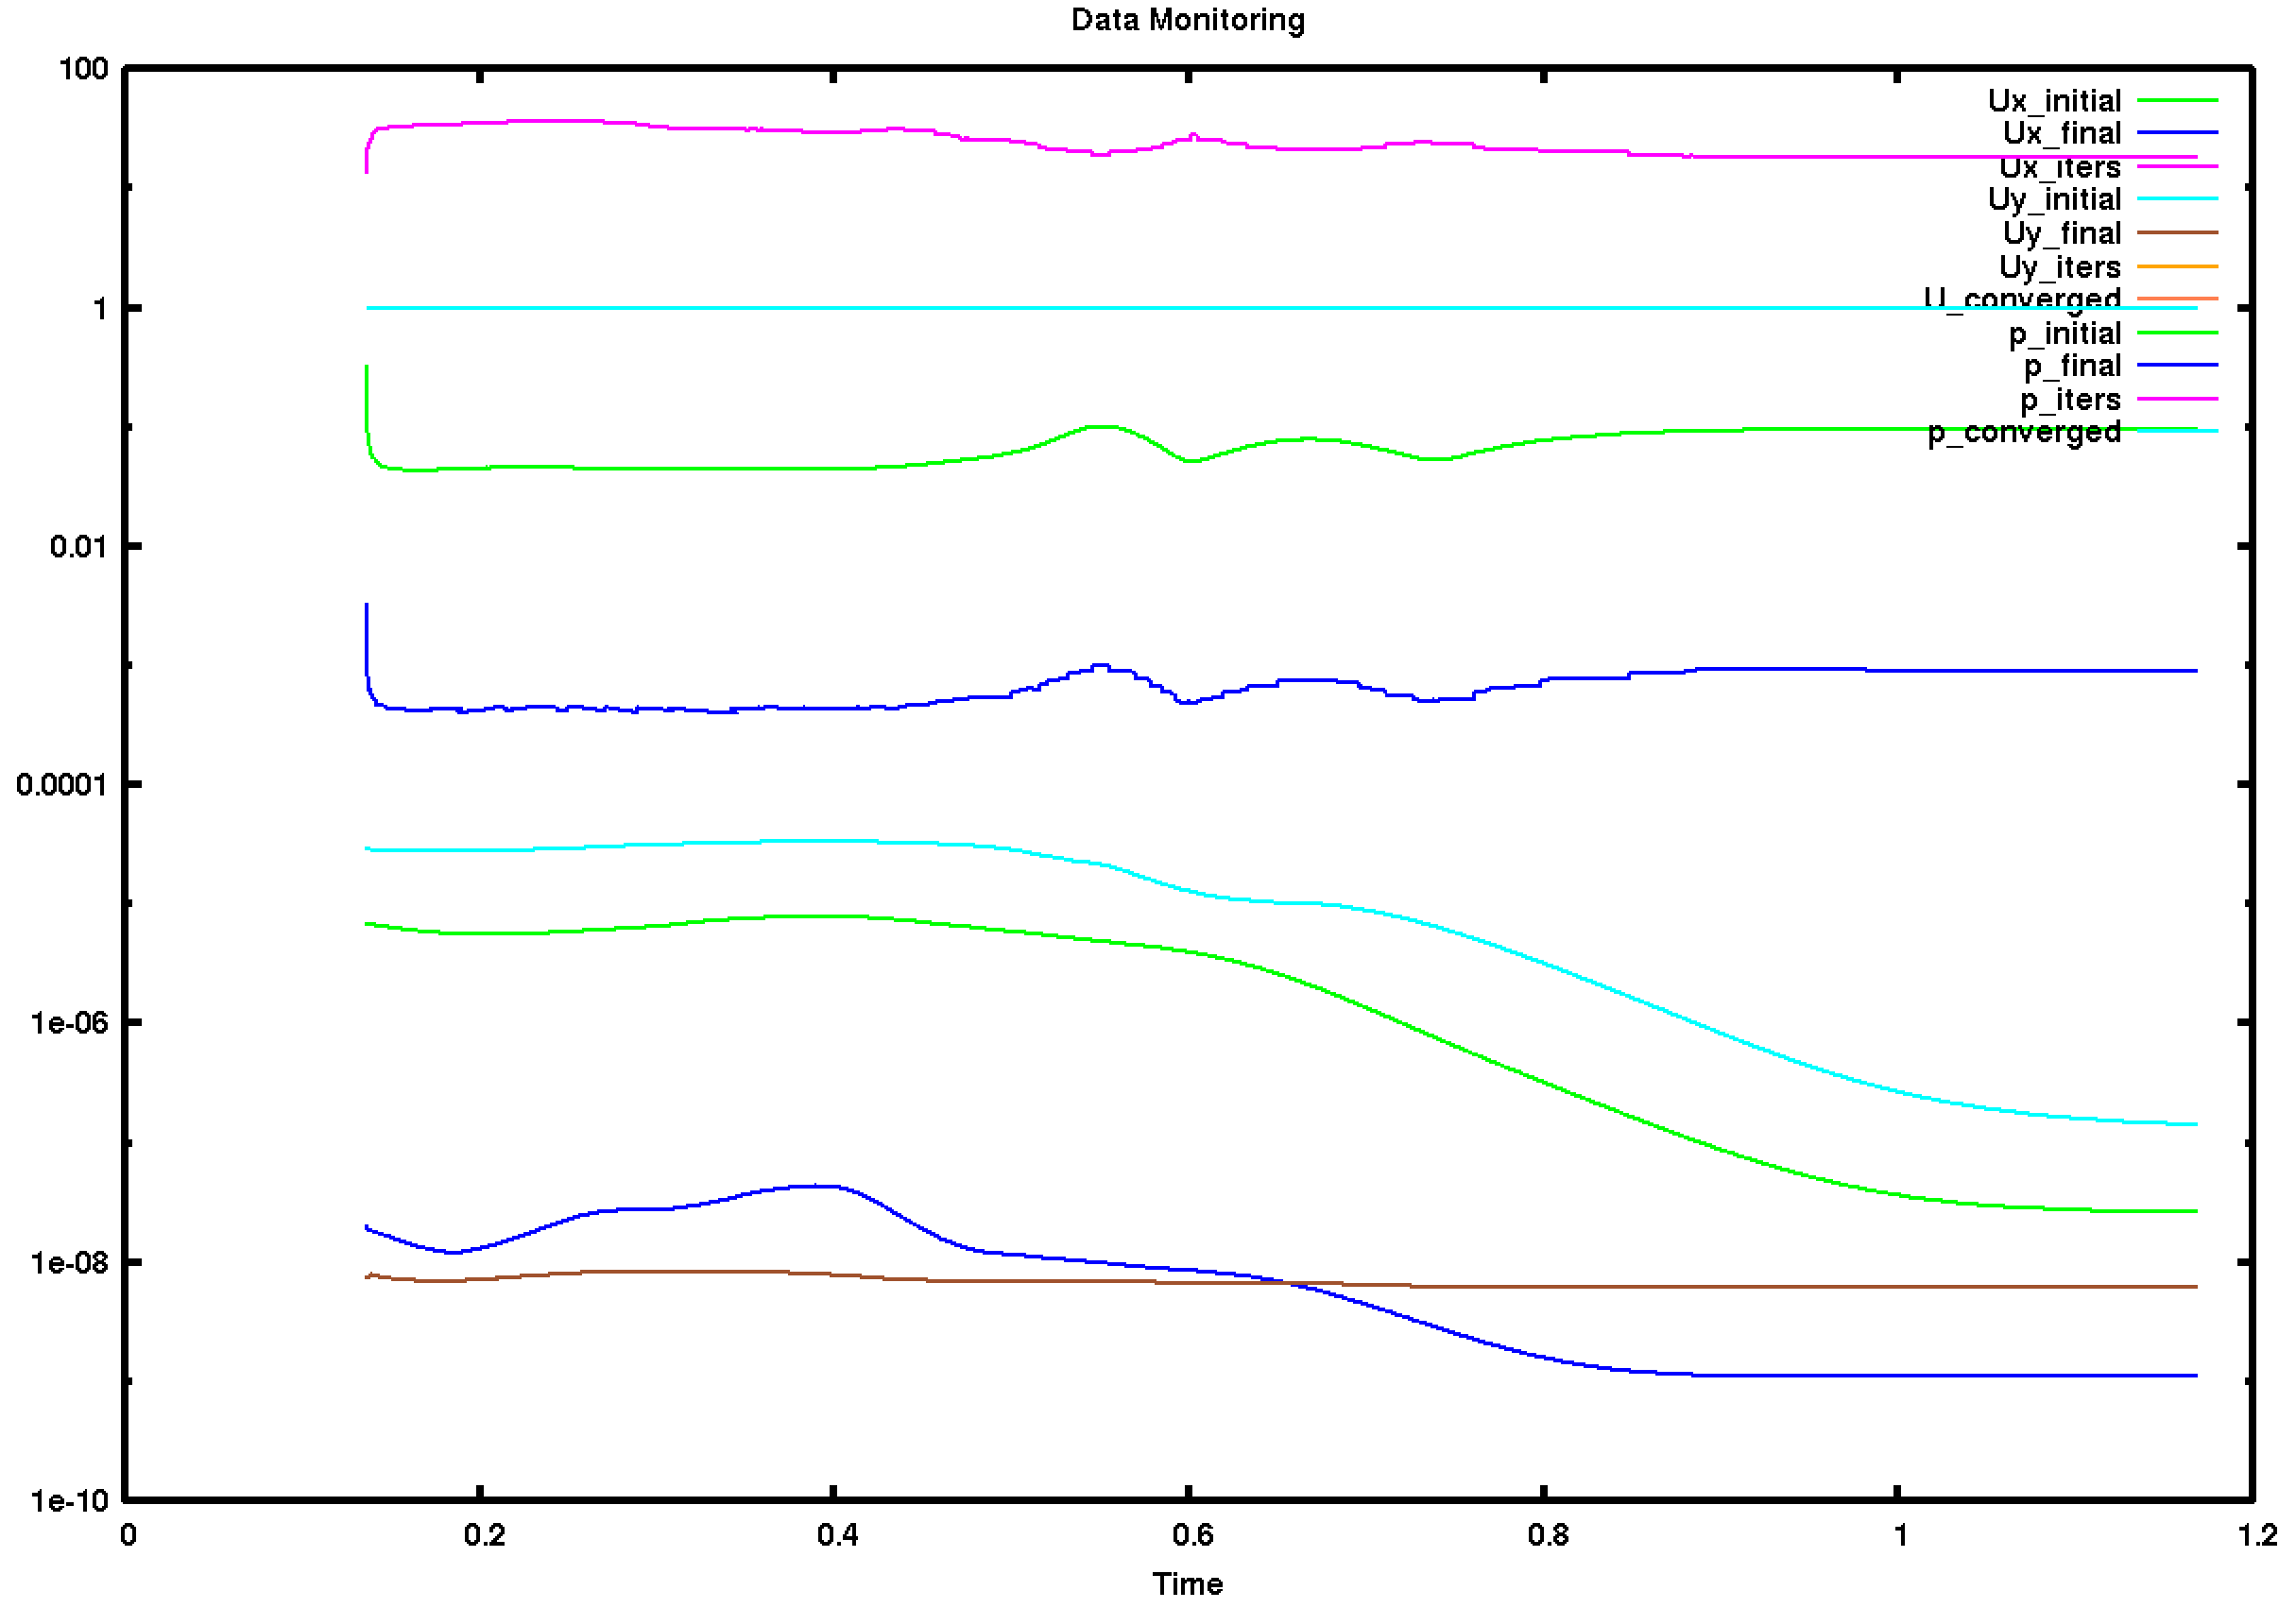 Data Monitoring
100
1
0.01
0.0001
1e-06
1e-08
1e-10
Ux_initial
Ux_final
Ux_iters
Uy_initial
Uy_final
Uy_iters
U_converged
p_initial
p_final
p_iters
p_converged
0 0.2 0.4 0.6 0.8 1 1.2
Time